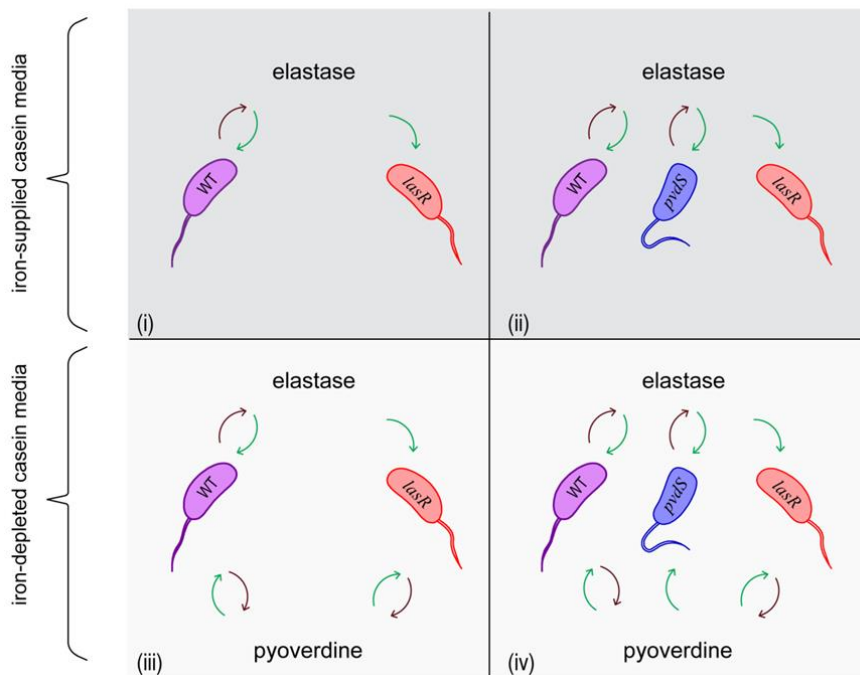 iron-supplied casein media
elastase
WT
lasR
(i)
elastase
WT
pvdS
lasR
(ii)
iron-depleted casein media
elastase
WT
lasR
pyoverdine
(iii)
elastase
WT
pvdS
lasR
pyoverdine
(iv)